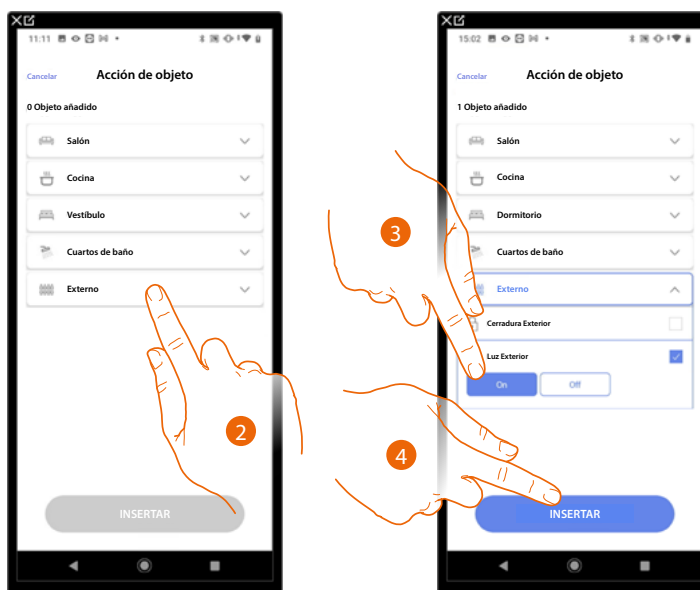 11:11
Cancelar
Acción de objeto
0 Objeto añadido
Salón
Cocina
Vestíbulo
Cuartos de baño
Externo
2
INSERTAR
15:02
Cancelar
Acción de objeto
1 Objeto añadido
Salón
Cocina
Dormitorio
Cuartos de baño
Externo
Cerradura Exterior
Luz Exterior
On
Off
3
4
INSERTAR